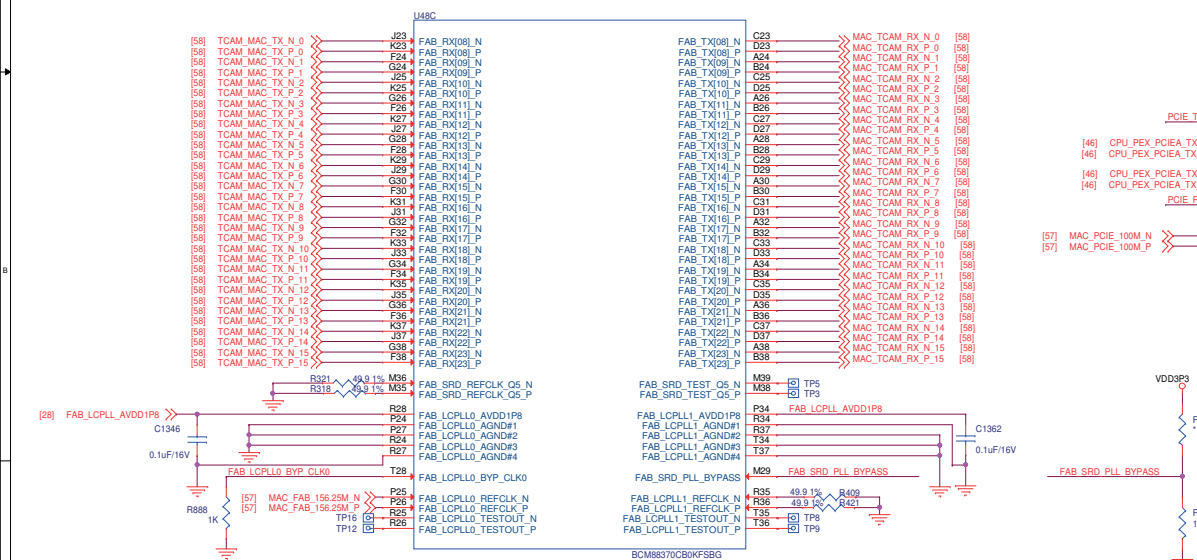 U48C
[58] TCAM_MAC_TX_N_0 J23 FAB_RX[08]_N FAB_TX[08]_N C23 MAC_TCAM_RX_N_0 [58]
[58] TCAM_MAC_TX_P_0 K23 FAB_RX[08]_P FAB_TX[08]_P D23 MAC_TCAM_RX_P_0 [58]
[58] TCAM_MAC_TX_N_1 F24 FAB_RX[09]_N FAB_TX[09]_N A24 MAC_TCAM_RX_N_1 [58]
[58] TCAM_MAC_TX_P_1 G24 FAB_RX[09]_P FAB_TX[09]_P B24 MAC_TCAM_RX_P_1 [58]
[58] TCAM_MAC_TX_N_2 J25 FAB_RX[10]_N FAB_TX[10]_N C25 MAC_TCAM_RX_N_2 [58]
[58] TCAM_MAC_TX_P_2 K25 FAB_RX[10]_P FAB_TX[10]_P D25 MAC_TCAM_RX_P_2 [58]
[58] TCAM_MAC_TX_N_3 G26 FAB_RX[11]_N FAB_TX[11]_N A26 MAC_TCAM_RX_N_3 [58]
[58] TCAM_MAC_TX_P_3 F26 FAB_RX[11]_P FAB_TX[11]_P B26 MAC_TCAM_RX_P_3 [58]
[58] TCAM_MAC_TX_N_4 K27 FAB_RX[12]_N FAB_TX[12]_N C27 MAC_TCAM_RX_N_4 [58]
[58] TCAM_MAC_TX_P_4 J27 FAB_RX[12]_P FAB_TX[12]_P D27 MAC_TCAM_RX_P_4 [58]
[58] TCAM_MAC_TX_N_5 G28 FAB_RX[13]_N FAB_TX[13]_N A28 MAC_TCAM_RX_N_5 [58]
[58] TCAM_MAC_TX_P_5 F28 FAB_RX[13]_P FAB_TX[13]_P B28 MAC_TCAM_RX_P_5 [58]
[58] TCAM_MAC_TX_N_6 K29 FAB_RX[14]_N FAB_TX[14]_N C29 MAC_TCAM_RX_N_6 [58]
[58] TCAM_MAC_TX_P_6 J29 FAB_RX[14]_P FAB_TX[14]_P D29 MAC_TCAM_RX_P_6 [58]
[58] TCAM_MAC_TX_N_7 G30 FAB_RX[15]_N FAB_TX[15]_N A30 MAC_TCAM_RX_N_7 [58]
[58] TCAM_MAC_TX_P_7 F30 FAB_RX[15]_P FAB_TX[15]_P B30 MAC_TCAM_RX_P_7 [58]
[58] TCAM_MAC_TX_N_8 K31 FAB_RX[16]_N FAB_TX[16]_N C31 MAC_TCAM_RX_N_8 [58]
[58] TCAM_MAC_TX_P_8 J31 FAB_RX[16]_P FAB_TX[16]_P D31 MAC_TCAM_RX_P_8 [58]
[58] TCAM_MAC_TX_N_9 G32 FAB_RX[17]_N FAB_TX[17]_N A32 MAC_TCAM_RX_N_9 [58]
[58] TCAM_MAC_TX_P_9 F32 FAB_RX[17]_P FAB_TX[17]_P B32 MAC_TCAM_RX_P_9 [58]
[58] TCAM_MAC_TX_N_10 K33 FAB_RX[18]_N FAB_TX[18]_N C33 MAC_TCAM_RX_N_10 [58]
[58] TCAM_MAC_TX_P_10 J33 FAB_RX[18]_P FAB_TX[18]_P D33 MAC_TCAM_RX_P_10 [58]
[58] TCAM_MAC_TX_N_11 G34 FAB_RX[19]_N FAB_TX[19]_N A34 MAC_TCAM_RX_N_11 [58]
[58] TCAM_MAC_TX_P_11 F34 FAB_RX[19]_P FAB_TX[19]_P B34 MAC_TCAM_RX_P_11 [58]
[58] TCAM_MAC_TX_N_12 K35 FAB_RX[20]_N FAB_TX[20]_N C35 MAC_TCAM_RX_N_12 [58]
[58] TCAM_MAC_TX_P_12 J35 FAB_RX[20]_P FAB_TX[20]_P D35 MAC_TCAM_RX_P_12 [58]
[58] TCAM_MAC_TX_N_13 G36 FAB_RX[21]_N FAB_TX[21]_N A36 MAC_TCAM_RX_N_13 [58]
[58] TCAM_MAC_TX_P_13 F36 FAB_RX[21]_P FAB_TX[21]_P B36 MAC_TCAM_RX_P_13 [58]
[58] TCAM_MAC_TX_N_14 K37 FAB_RX[22]_N FAB_TX[22]_N C37 MAC_TCAM_RX_N_14 [58]
[58] TCAM_MAC_TX_P_14 J37 FAB_RX[22]_P FAB_TX[22]_P D37 MAC_TCAM_RX_P_14 [58]
[58] TCAM_MAC_TX_N_15 G38 FAB_RX[23]_N FAB_TX[23]_N A38 MAC_TCAM_RX_N_15 [58]
[58] TCAM_MAC_TX_P_15 F38 FAB_RX[23]_P FAB_TX[23]_P B38 MAC_TCAM_RX_P_15 [58]
R321 49.9 1% M36 FAB_SRD_REFCLK_Q5_N FAB_SRD_TEST_Q5_N M39 TP5
R318 49.9 1% M35 FAB_SRD_REFCLK_Q5_P FAB_SRD_TEST_Q5_P M38 TP3
[28] FAB_LCPLL_AVDD1P8 R28 FAB_LCPLL0_AVDD1P8 FAB_LCPLL1_AVDD1P8 P34 FAB_LCPLL_AVDD1P8
P24 FAB_LCPLL0_AGND#1 FAB_LCPLL1_AGND#1 R34
C1346 P27 FAB_LCPLL0_AGND#2 FAB_LCPLL1_AGND#2 R37 C1362
R24 FAB_LCPLL0_AGND#3 FAB_LCPLL1_AGND#3 T34
0.1uF/16V R27 FAB_LCPLL0_AGND#4 FAB_LCPLL1_AGND#4 T37 0.1uF/16V
FAB_LCPLL0_BYP_CLK0 T28 FAB_LCPLL0_BYP_CLK0 FAB_SRD_PLL_BYPASS M29 FAB_SRD_PLL_BYPASS
[57] MAC_FAB_156.25M_N P25 FAB_LCPLL0_REFCLK_N FAB_LCPLL1_REFCLK_N R35 49.9 1% R409
[57] MAC_FAB_156.25M_P P26 FAB_LCPLL0_REFCLK_P FAB_LCPLL1_REFCLK_P R36 49.9 1% R421
R888
1K
TP16 R25 FAB_LCPLL0_TESTOUT_N FAB_LCPLL1_TESTOUT_N T35 TP8
TP12 R26 FAB_LCPLL0_TESTOUT_P FAB_LCPLL1_TESTOUT_P T36 TP9
BCM88370CB0KFSBG
B
PCIE_T
[46] CPU_PEX_PCIEA_TX
[46] CPU_PEX_PCIEA_TX
[46] CPU_PEX_PCIEA_TX
[46] CPU_PEX_PCIEA_TX
[57] MAC_PCIE_100M_N
[57] MAC_PCIE_100M_P
VDD3P3
FAB_SRD_PLL_BYPASS